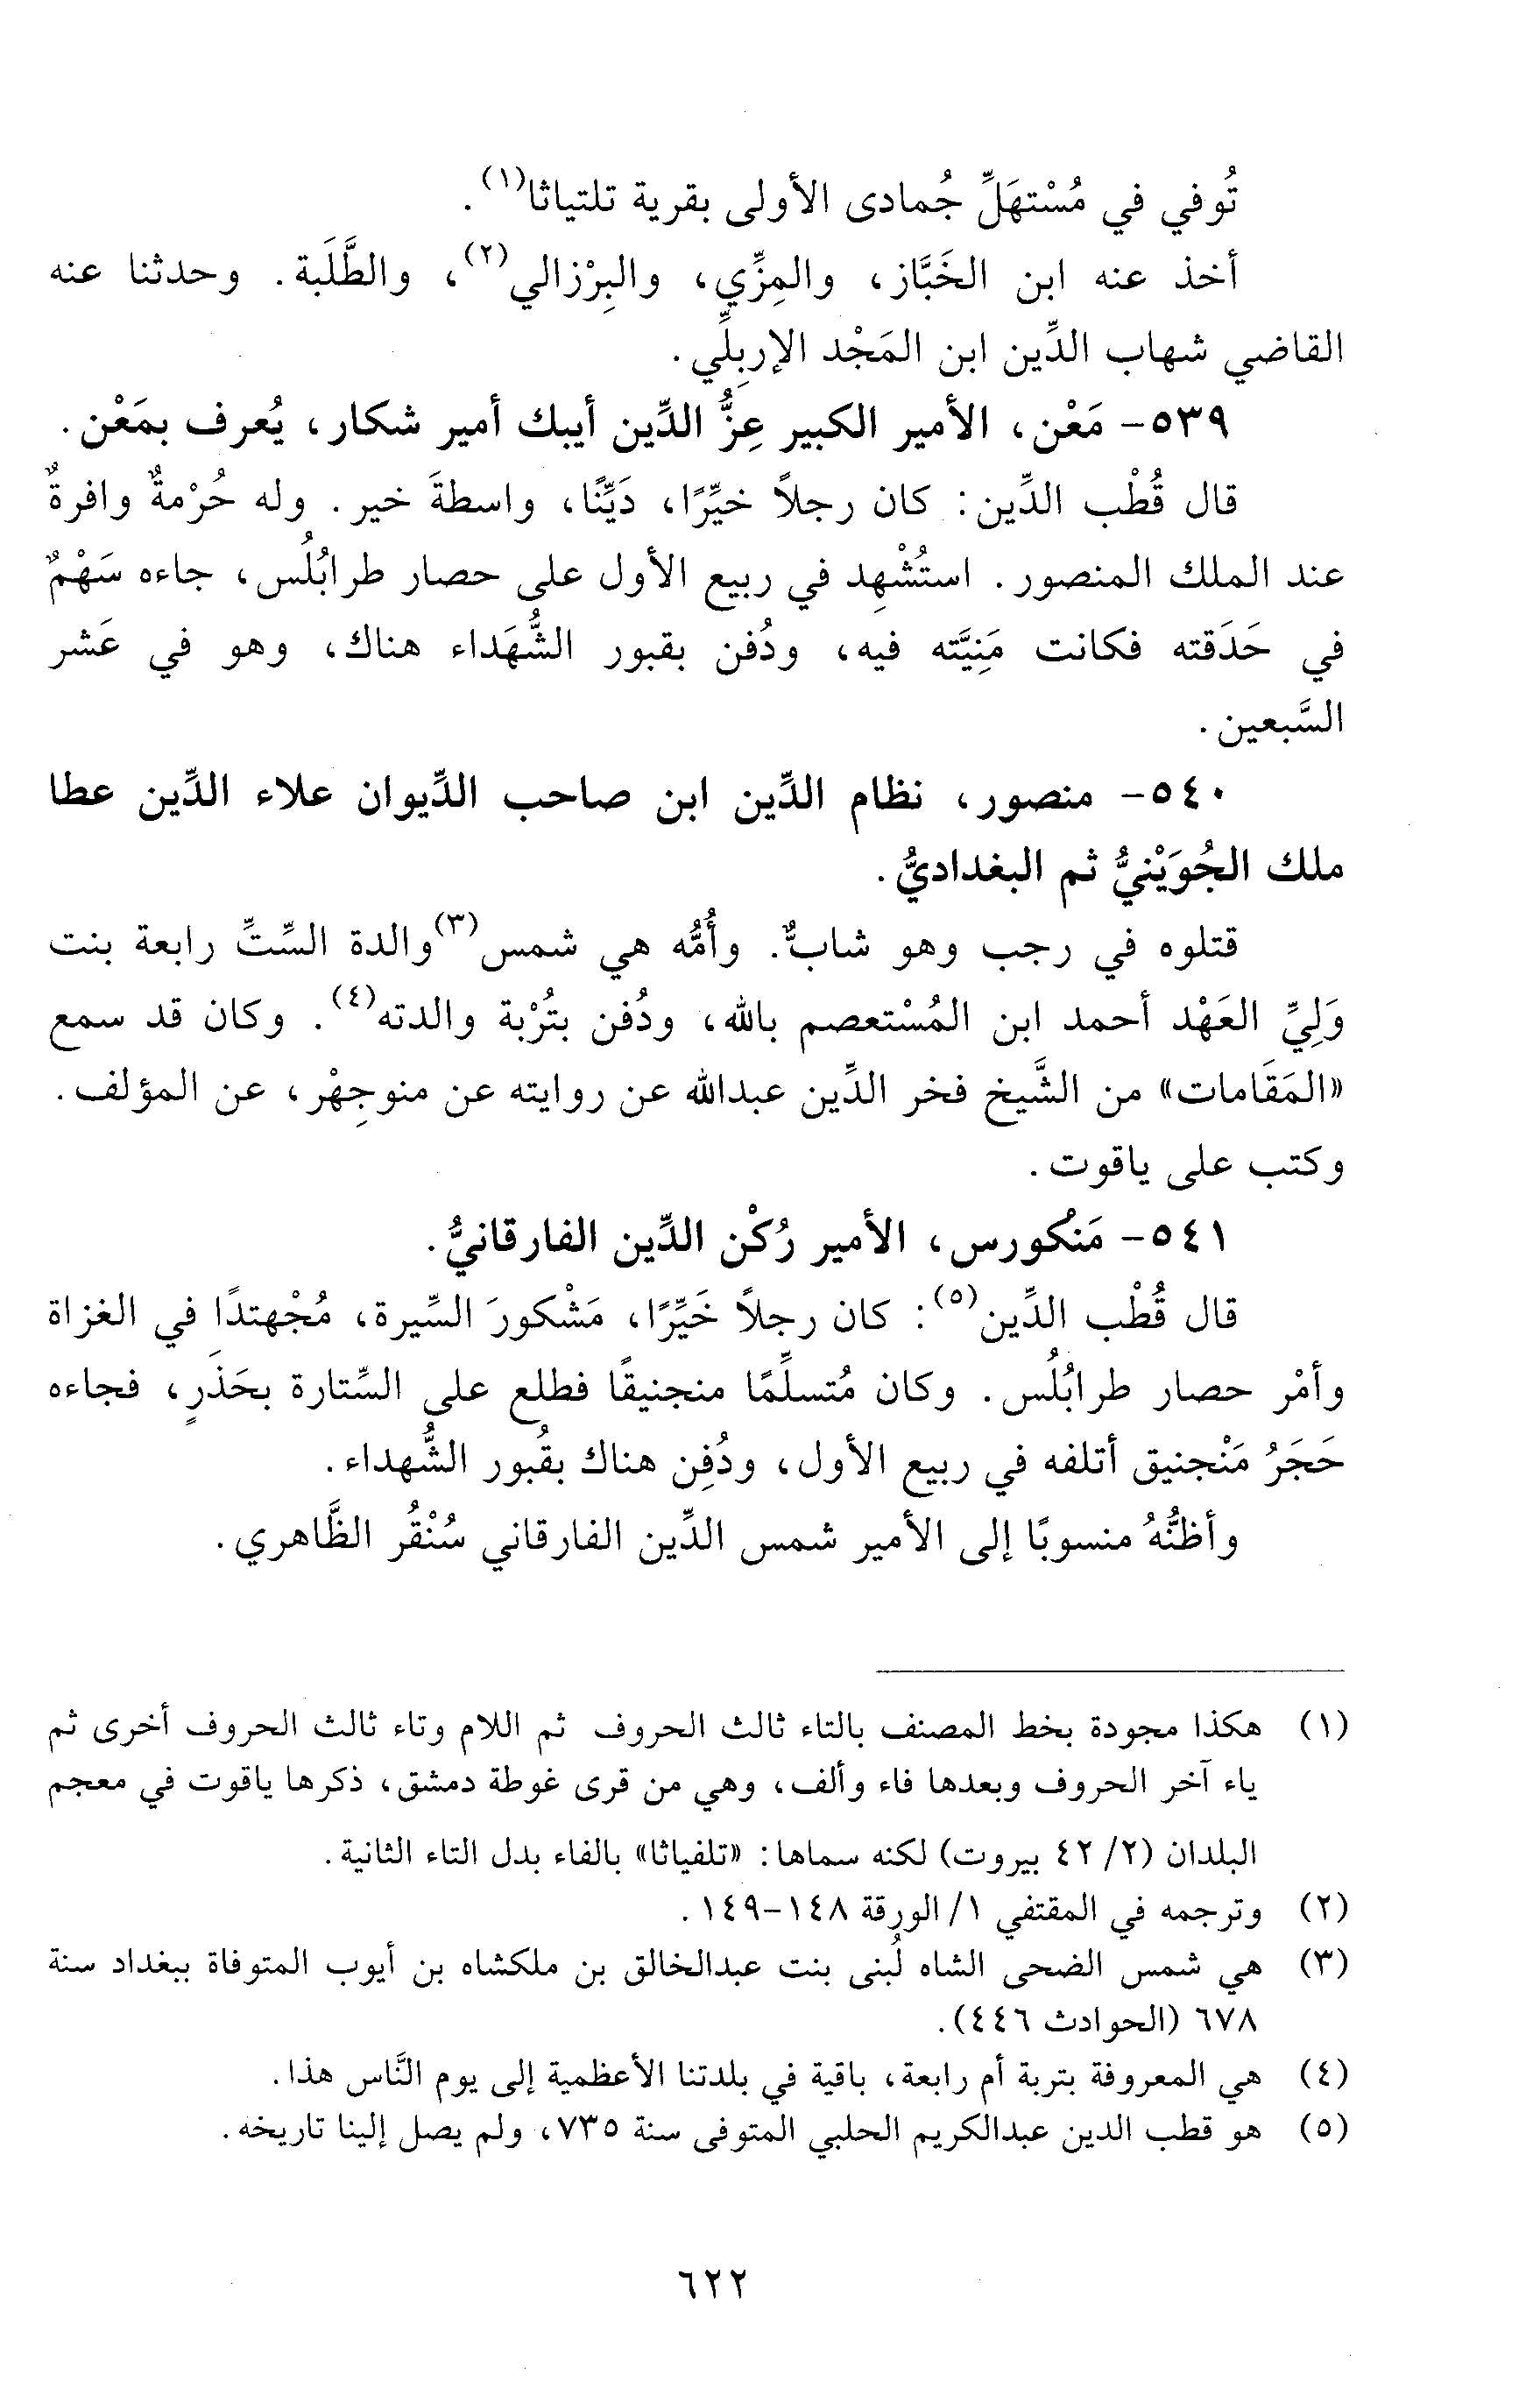 تُوفي في مُسْتهَلِّ جُمادى الأولى بقرية تلتياثا(١).
أخذ عنه ابن الخَبَّاز، والمِزِّي، والبِرْزالي(٢)، والطَّلَبة. وحدثنا عنه
القاضي شهاب الدِّين ابن المَجْد الإربِلِّي.
٥٣٩- مَعْن، الأمير الكبير عِزُّ الدِّين أيبك أمير شكار، يُعرف بمَعْن.
قال قُطْب الدِّين: كان رجلاً خيِّرًا، دَيِّنًا، واسطةَ خير. وله حُرْمةٌ وافرةٌ
عند الملك المنصور. استُشْهِد في ربيع الأول على حصار طرابُلُس، جاءه سَهْمٌ
في حَدَقته فكانت مَنِيَّته فيه، ودُفن بقبور الشُّهَداء هناك، وهو في عَشر
السَّبعين.
٥٤٠- منصور، نظام الدِّين ابن صاحب الدِّيوان علاء الدِّين عطا
ملك الجُوَيْنيُّ ثم البغداديُّ.
قتلوه في رجب وهو شابٌّ. وأُمُّه هي شمس(٣)والدة السِّتِّ رابعة بنت
وَلِيِّ العَهْد أحمد ابن المُسْتعصم بالله، ودُفن بتُرْبة والدته(٤). وكان قد سمع
«المَقَامات» من الشَّيخ فخر الدِّين عبدالله عن روايته عن منوجِهْر، عن المؤلف.
وكتب على ياقوت.
٥٤١- مَنكُورس، الأمير رُكْن الدِّين الفارقانيُّ.
قال قُطْب الدِّين(٥): كان رجلاً خَيِّرًا، مَشْكورَ السِّيرة، مُجْهتدًا في الغزاة
وأمْر حصار طرابُلُس. وكان مُتسلِّمًا منجنيقًا فطلع على السِّتارة بحَذَرٍ، فجاءه
حَجَرُ مَنْجنيق أتلفه في ربيع الأول، ودُفِن هناك بقُبور الشُّهداء.
وأظنُّهُ منسوبًا إلى الأمير شمس الدِّين الفارقاني سُنْقُر الظَّاهري.
(١) هكذا مجودة بخط المصنف بالتاء ثالث الحروف ثم اللام وتاء ثالث الحروف أخرى ثم
ياء آخر الحروف وبعدها فاء وألف، وهي من قرى غوطة دمشق، ذكرها ياقوت في معجم
البلدان (٢/ ٤٢ بيروت) لكنه سماها: «تلفياثا» بالفاء بدل التاء الثانية.
(٢) وترجمه في المقتفي ١/ الورقة ١٤٨-١٤٩.
(٣) هي شمس الضحى الشاه لُبنى بنت عبدالخالق بن ملكشاه بن أيوب المتوفاة ببغداد سنة
٦٧٨ (الحوادث ٤٤٦).
(٤) هي المعروفة بتربة أم رابعة، باقية في بلدتنا الأعظمية إلى يوم النَّاس هذا.
(٥) هو قطب الدين عبدالكريم الحلبي المتوفى سنة ٧٣٥، ولم يصل إلينا تاريخه.
٦٢٢